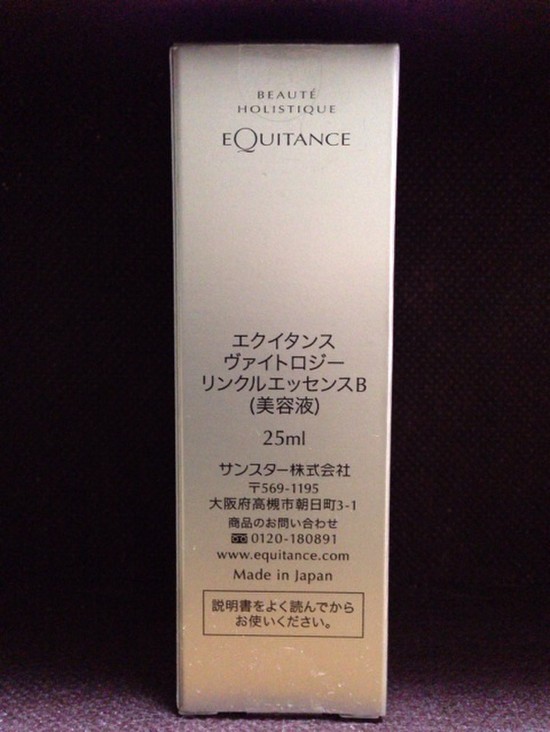 BEAUTÉ
HOLISTIQUE
EQUITANCE
エクイタンス
ヴァイトロジー
リンクルエッセンスB
(美容液)
25ml
サンスター株式会社
〒569-1195
大阪府高槻市朝日町3-1
商品のお問い合わせ
0120-180891
www.equitance.com
Made in Japan
説明書をよく読んでから
お使いください。